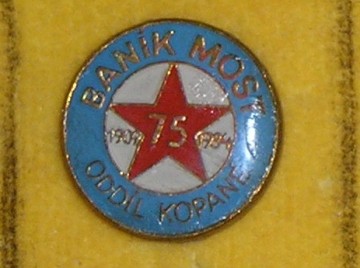 BANÍK MOST
75
1909 1984
ODDÍL KOPANÉ